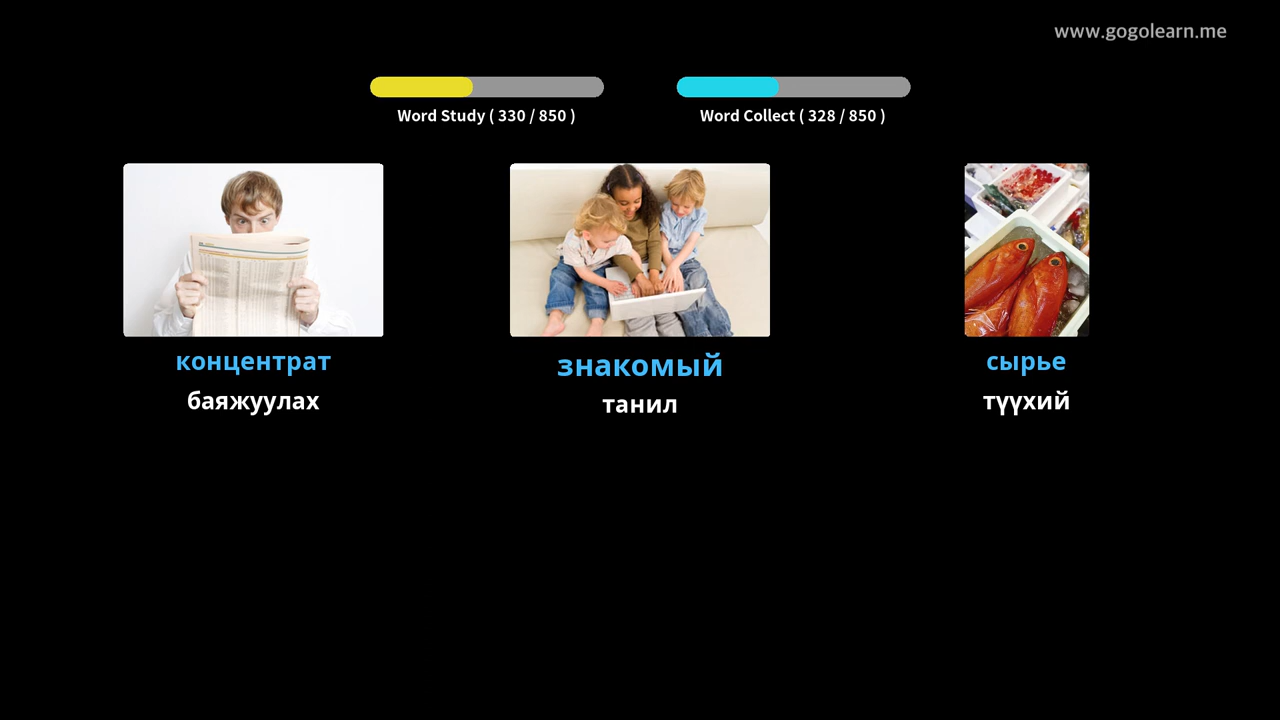 www.gogolearn.me
Word Study ( 330 / 850 )
Word Collect ( 328 / 850 )
концентрат
баяжуулах
знакомый
танил
сырье
түүхий